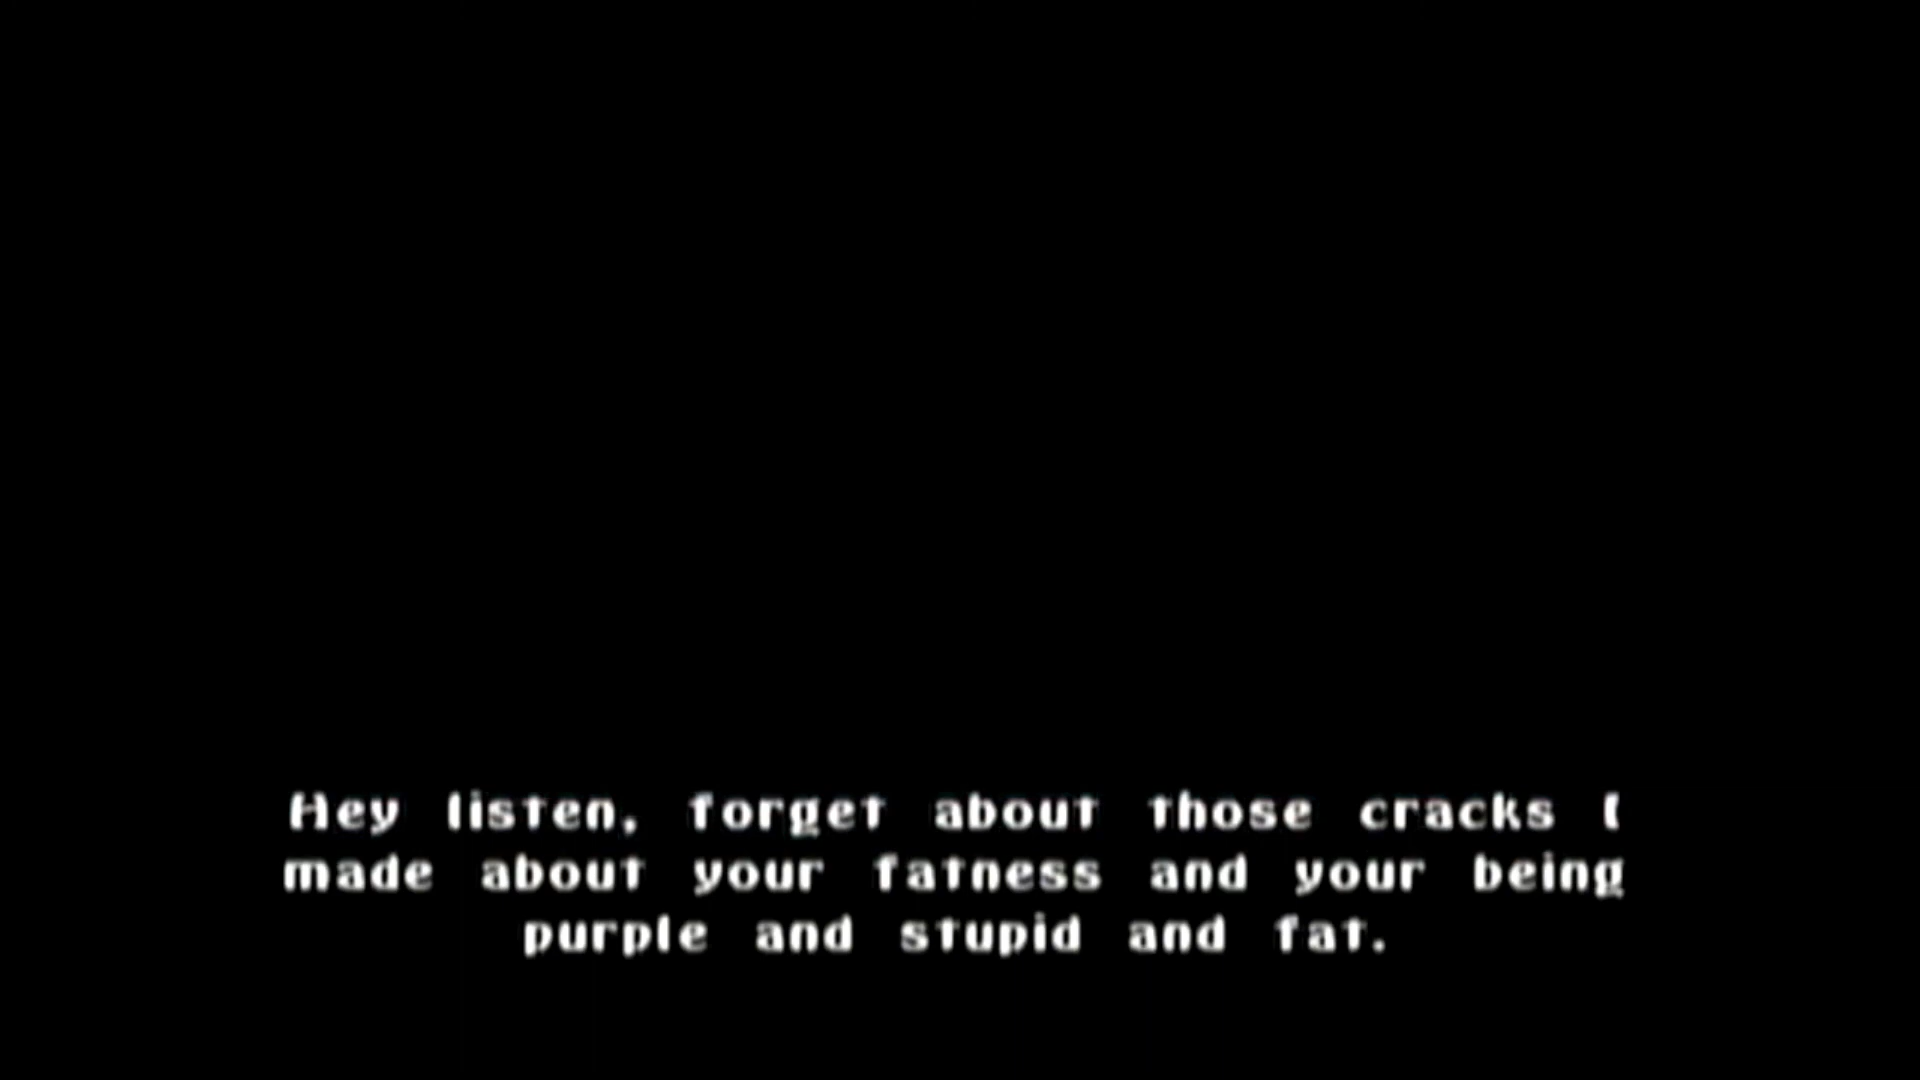 Hey listen, forget about those cracks I
made about your fatness and your being
purple and stupid and fat.